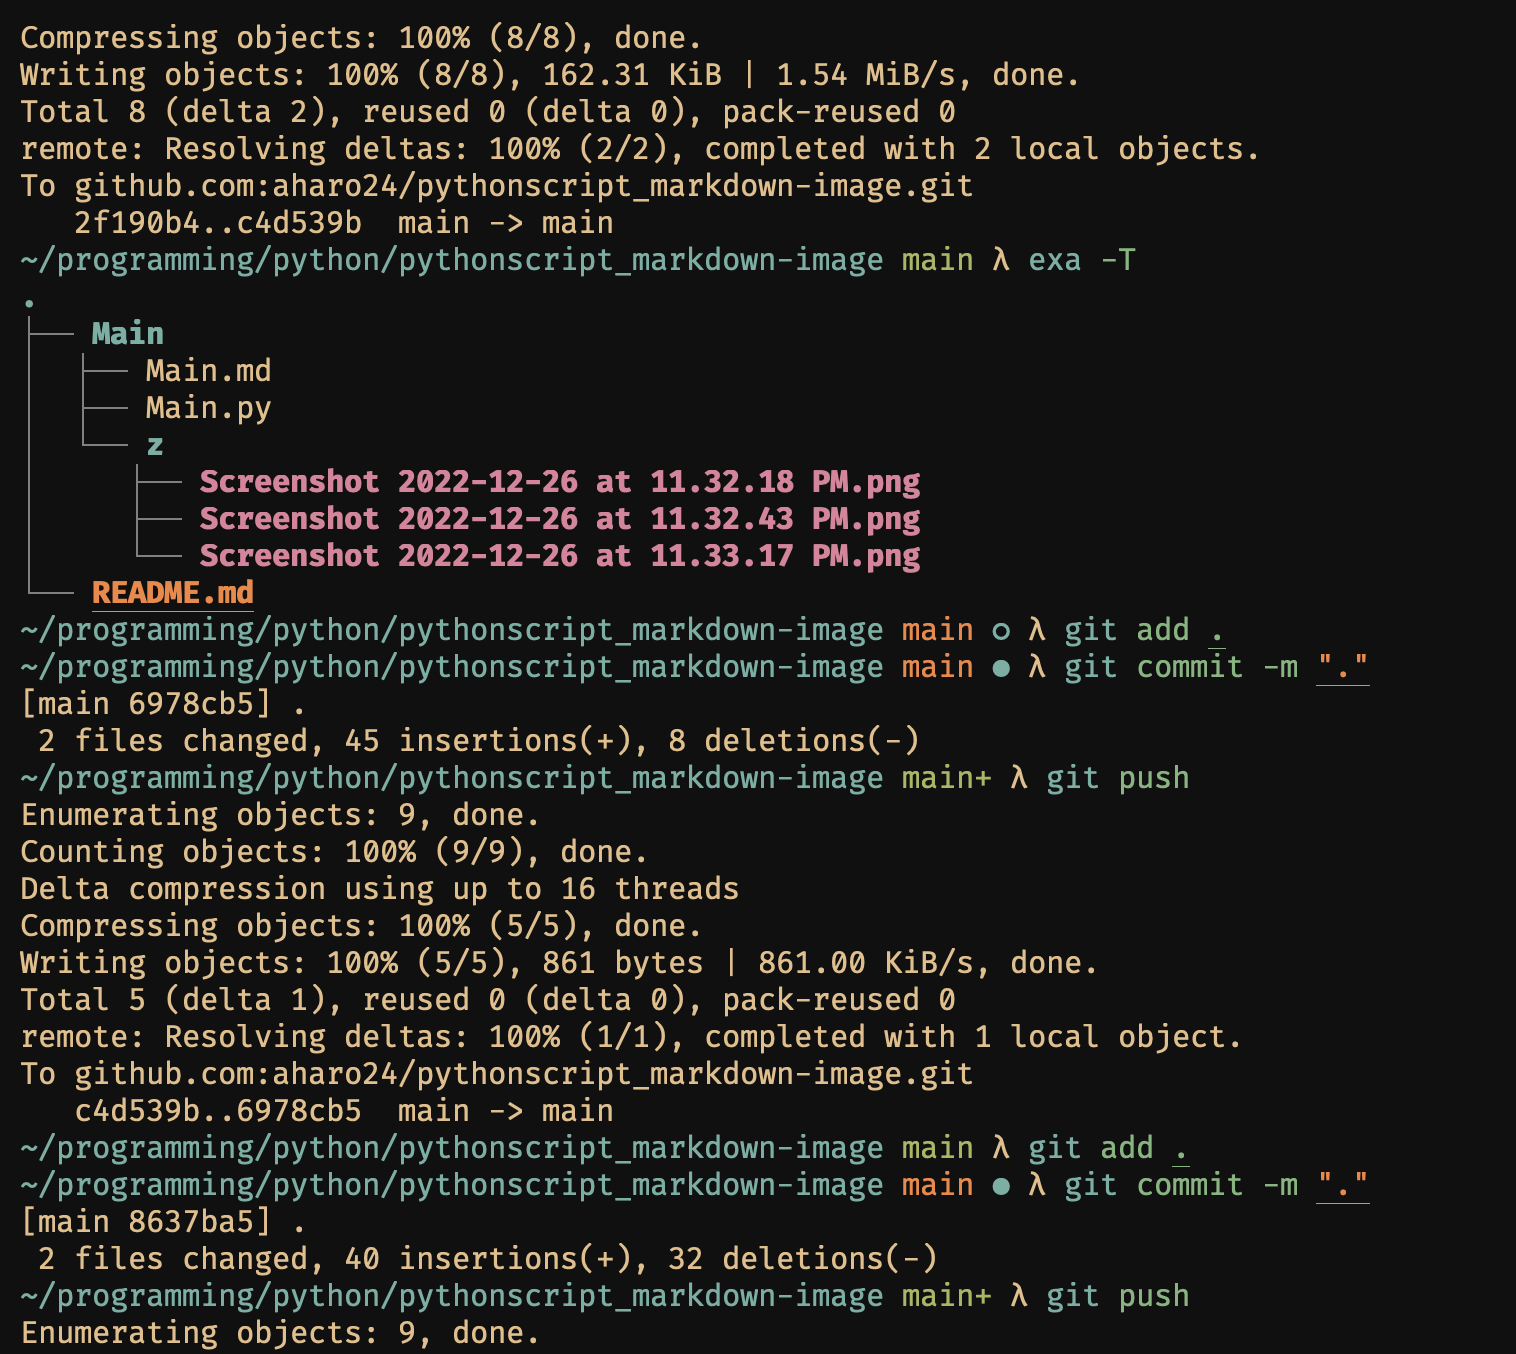 Compressing objects: 100% (8/8), done.
Writing objects: 100% (8/8), 162.31 KiB | 1.54 MiB/s, done.
Total 8 (delta 2), reused 0 (delta 0), pack-reused 0
remote: Resolving deltas: 100% (2/2), completed with 2 local objects.
To github.com:aharo24/pythonscript_markdown-image.git
   2f190b4..c4d539b  main -> main
~/programming/python/pythonscript_markdown-image main λ exa -T
.
├── Main
│  ├── Main.md
│  ├── Main.py
│  └── z
│     ├── Screenshot 2022-12-26 at 11.32.18 PM.png
│     ├── Screenshot 2022-12-26 at 11.32.43 PM.png
│     └── Screenshot 2022-12-26 at 11.33.17 PM.png
└── README.md
~/programming/python/pythonscript_markdown-image main ○ λ git add .
~/programming/python/pythonscript_markdown-image main ● λ git commit -m "."
[main 6978cb5] .
 2 files changed, 45 insertions(+), 8 deletions(-)
~/programming/python/pythonscript_markdown-image main+ λ git push
Enumerating objects: 9, done.
Counting objects: 100% (9/9), done.
Delta compression using up to 16 threads
Compressing objects: 100% (5/5), done.
Writing objects: 100% (5/5), 861 bytes | 861.00 KiB/s, done.
Total 5 (delta 1), reused 0 (delta 0), pack-reused 0
remote: Resolving deltas: 100% (1/1), completed with 1 local object.
To github.com:aharo24/pythonscript_markdown-image.git
   c4d539b..6978cb5  main -> main
~/programming/python/pythonscript_markdown-image main λ git add .
~/programming/python/pythonscript_markdown-image main ● λ git commit -m "."
[main 8637ba5] .
 2 files changed, 40 insertions(+), 32 deletions(-)
~/programming/python/pythonscript_markdown-image main+ λ git push
Enumerating objects: 9, done.